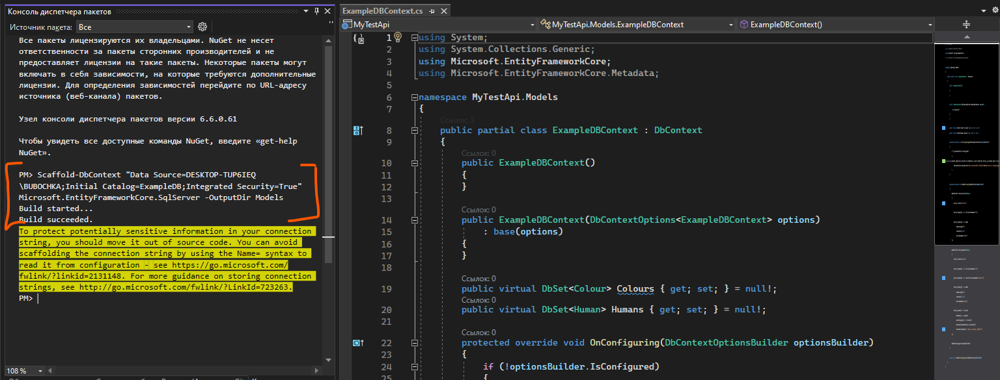 Консоль диспетчера пакетов
Источник пакета: Все
Все пакеты лицензируются их владельцами. NuGet не несет
ответственности за пакеты сторонних производителей и не
предоставляет лицензии на такие пакеты. Некоторые пакеты могут
включать в себя зависимости, на которые требуются дополнительные
лицензии. Для определения зависимостей перейдите по URL-адресу
источника (веб-канала) пакетов.
Узел консоли диспетчера пакетов версии 6.6.0.61
Чтобы увидеть все доступные команды NuGet, введите «get-help
NuGet».
PM> Scaffold-DbContext "Data Source=DESKTOP-TUP6IEQ
\BUBOCHKA;Initial Catalog=ExampleDB;Integrated Security=True"
Microsoft.EntityFrameworkCore.SqlServer -OutputDir Models
Build started...
Build succeeded.
To protect potentially sensitive information in your connection
string, you should move it out of source code. You can avoid
scaffolding the connection string by using the Name= syntax to
read it from configuration - see https://go.microsoft.com/
fwlink/?linkid=2131148. For more guidance on storing connection
strings, see http://go.microsoft.com/fwlink/?LinkId=723263.
PM>
108 %
ExampleDBContext.cs
MyTestApi
MyTestApi.Models.ExampleDBContext
ExampleDBContext()
1 using System;
2 using System.Collections.Generic;
3 using Microsoft.EntityFrameworkCore;
4 using Microsoft.EntityFrameworkCore.Metadata;
5
6 namespace MyTestApi.Models
7 {
Ссылок: 3
8 public partial class ExampleDBContext : DbContext
9 {
Ссылок: 0
10 public ExampleDBContext()
11 {
12 }
13
Ссылок: 0
14 public ExampleDBContext(DbContextOptions<ExampleDBContext> options)
15 : base(options)
16 {
17 }
18
Ссылок: 0
19 public virtual DbSet<Colour> Colours { get; set; } = null!;
Ссылок: 0
20 public virtual DbSet<Human> Humans { get; set; } = null!;
21
Ссылок: 0
22 protected override void OnConfiguring(DbContextOptionsBuilder optionsBuilder)
23 {
24 if (!optionsBuilder.IsConfigured)
25 {